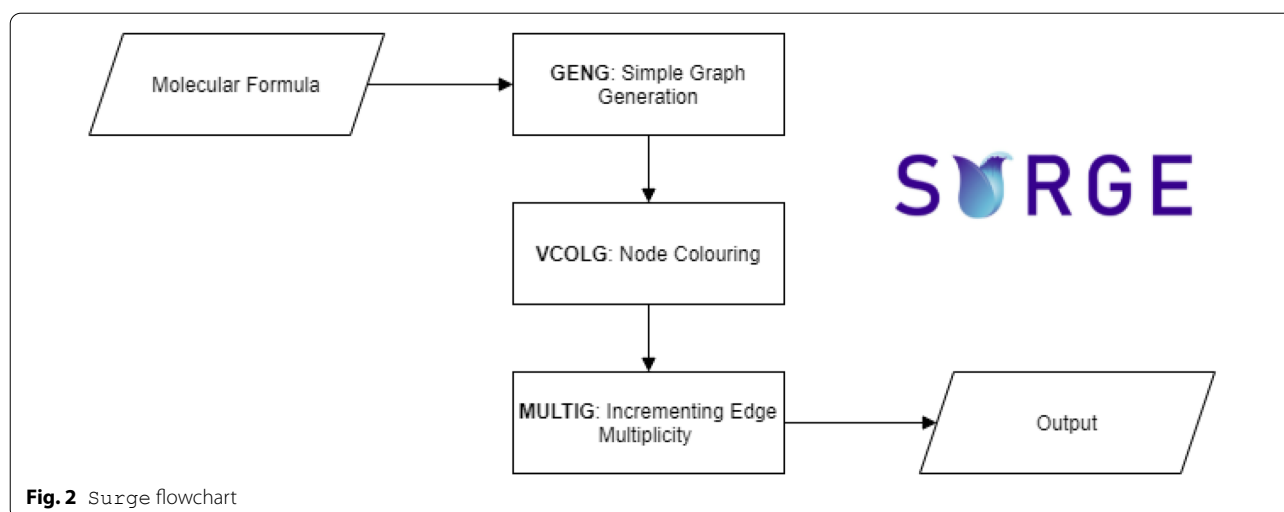 Molecular Formula
GENG: Simple Graph
Generation
SURGE
VCOLG: Node Colouring
MULTIG: Incrementing Edge
Multiplicity
Output
Fig. 2 Surge flowchart